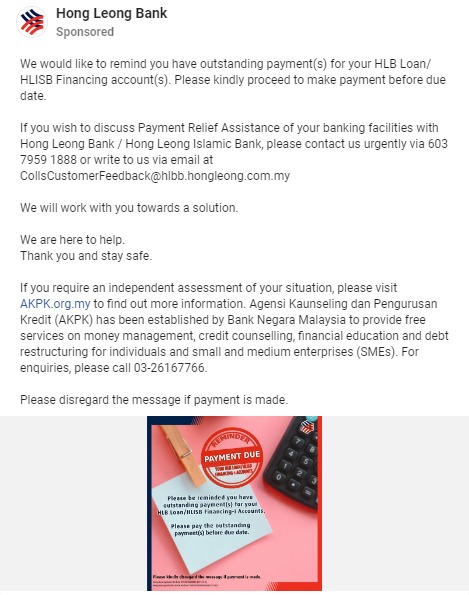 Hong Leong Bank
Sponsored
We would like to remind you have outstanding payment(s) for your HLB Loan/
HLISB Financing account(s). Please kindly proceed to make payment before due
date.
If you wish to discuss Payment Relief Assistance of your banking facilities with
Hong Leong Bank / Hong Leong Islamic Bank, please contact us urgently via 603
7959 1888 or write to us via email at
CollsCustomerFeedback@hlbb.hongleong.com.my
We will work with you towards a solution.
We are here to help.
Thank you and stay safe.
If you require an independent assessment of your situation, please visit
AKPK.org.my to find out more information. Agensi Kaunseling dan Pengurusan
Kredit (AKPK) has been established by Bank Negara Malaysia to provide free
services on money management, credit counselling, financial education and debt
restructuring for individuals and small and medium enterprises (SMEs). For
enquiries, please call 03-26167766.
Please disregard the message if payment is made.
REMINDER
PAYMENT DUE
YOUR HLB LOAN/HLISB
FINANCING-i ACCOUNTS
Please be reminded you have
outstanding payment(s) for your
HLB Loan/HLISB Financing-i Accounts.
Please pay the outstanding
payment(s) before due date.
Please kindly disregard the message if payment is made.